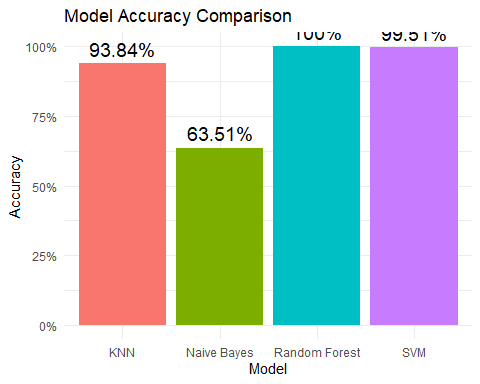 Model Accuracy Comparison
93.84%
63.51%
100%
99.51%
100%
75%
50%
25%
0%
Accuracy
KNN
Naive Bayes
Random Forest
SVM
Model